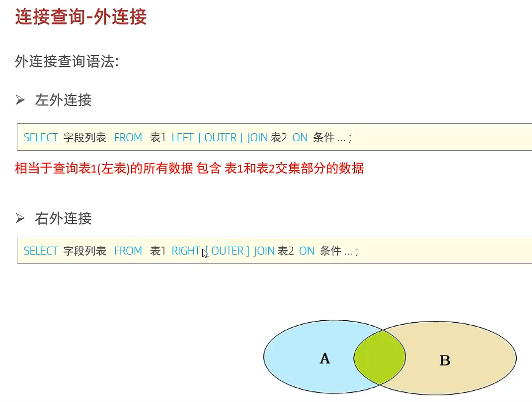 连接查询-外连接
外连接查询语法:
➢ 左外连接
SELECT 字段列表 FROM 表1 LEFT [ OUTER ] JOIN 表2 ON 条件 ... ;
相当于查询表1(左表)的所有数据 包含 表1和表2交集部分的数据
➢ 右外连接
SELECT 字段列表 FROM 表1 RIGHT [ OUTER ] JOIN 表2 ON 条件 ... ;
A B